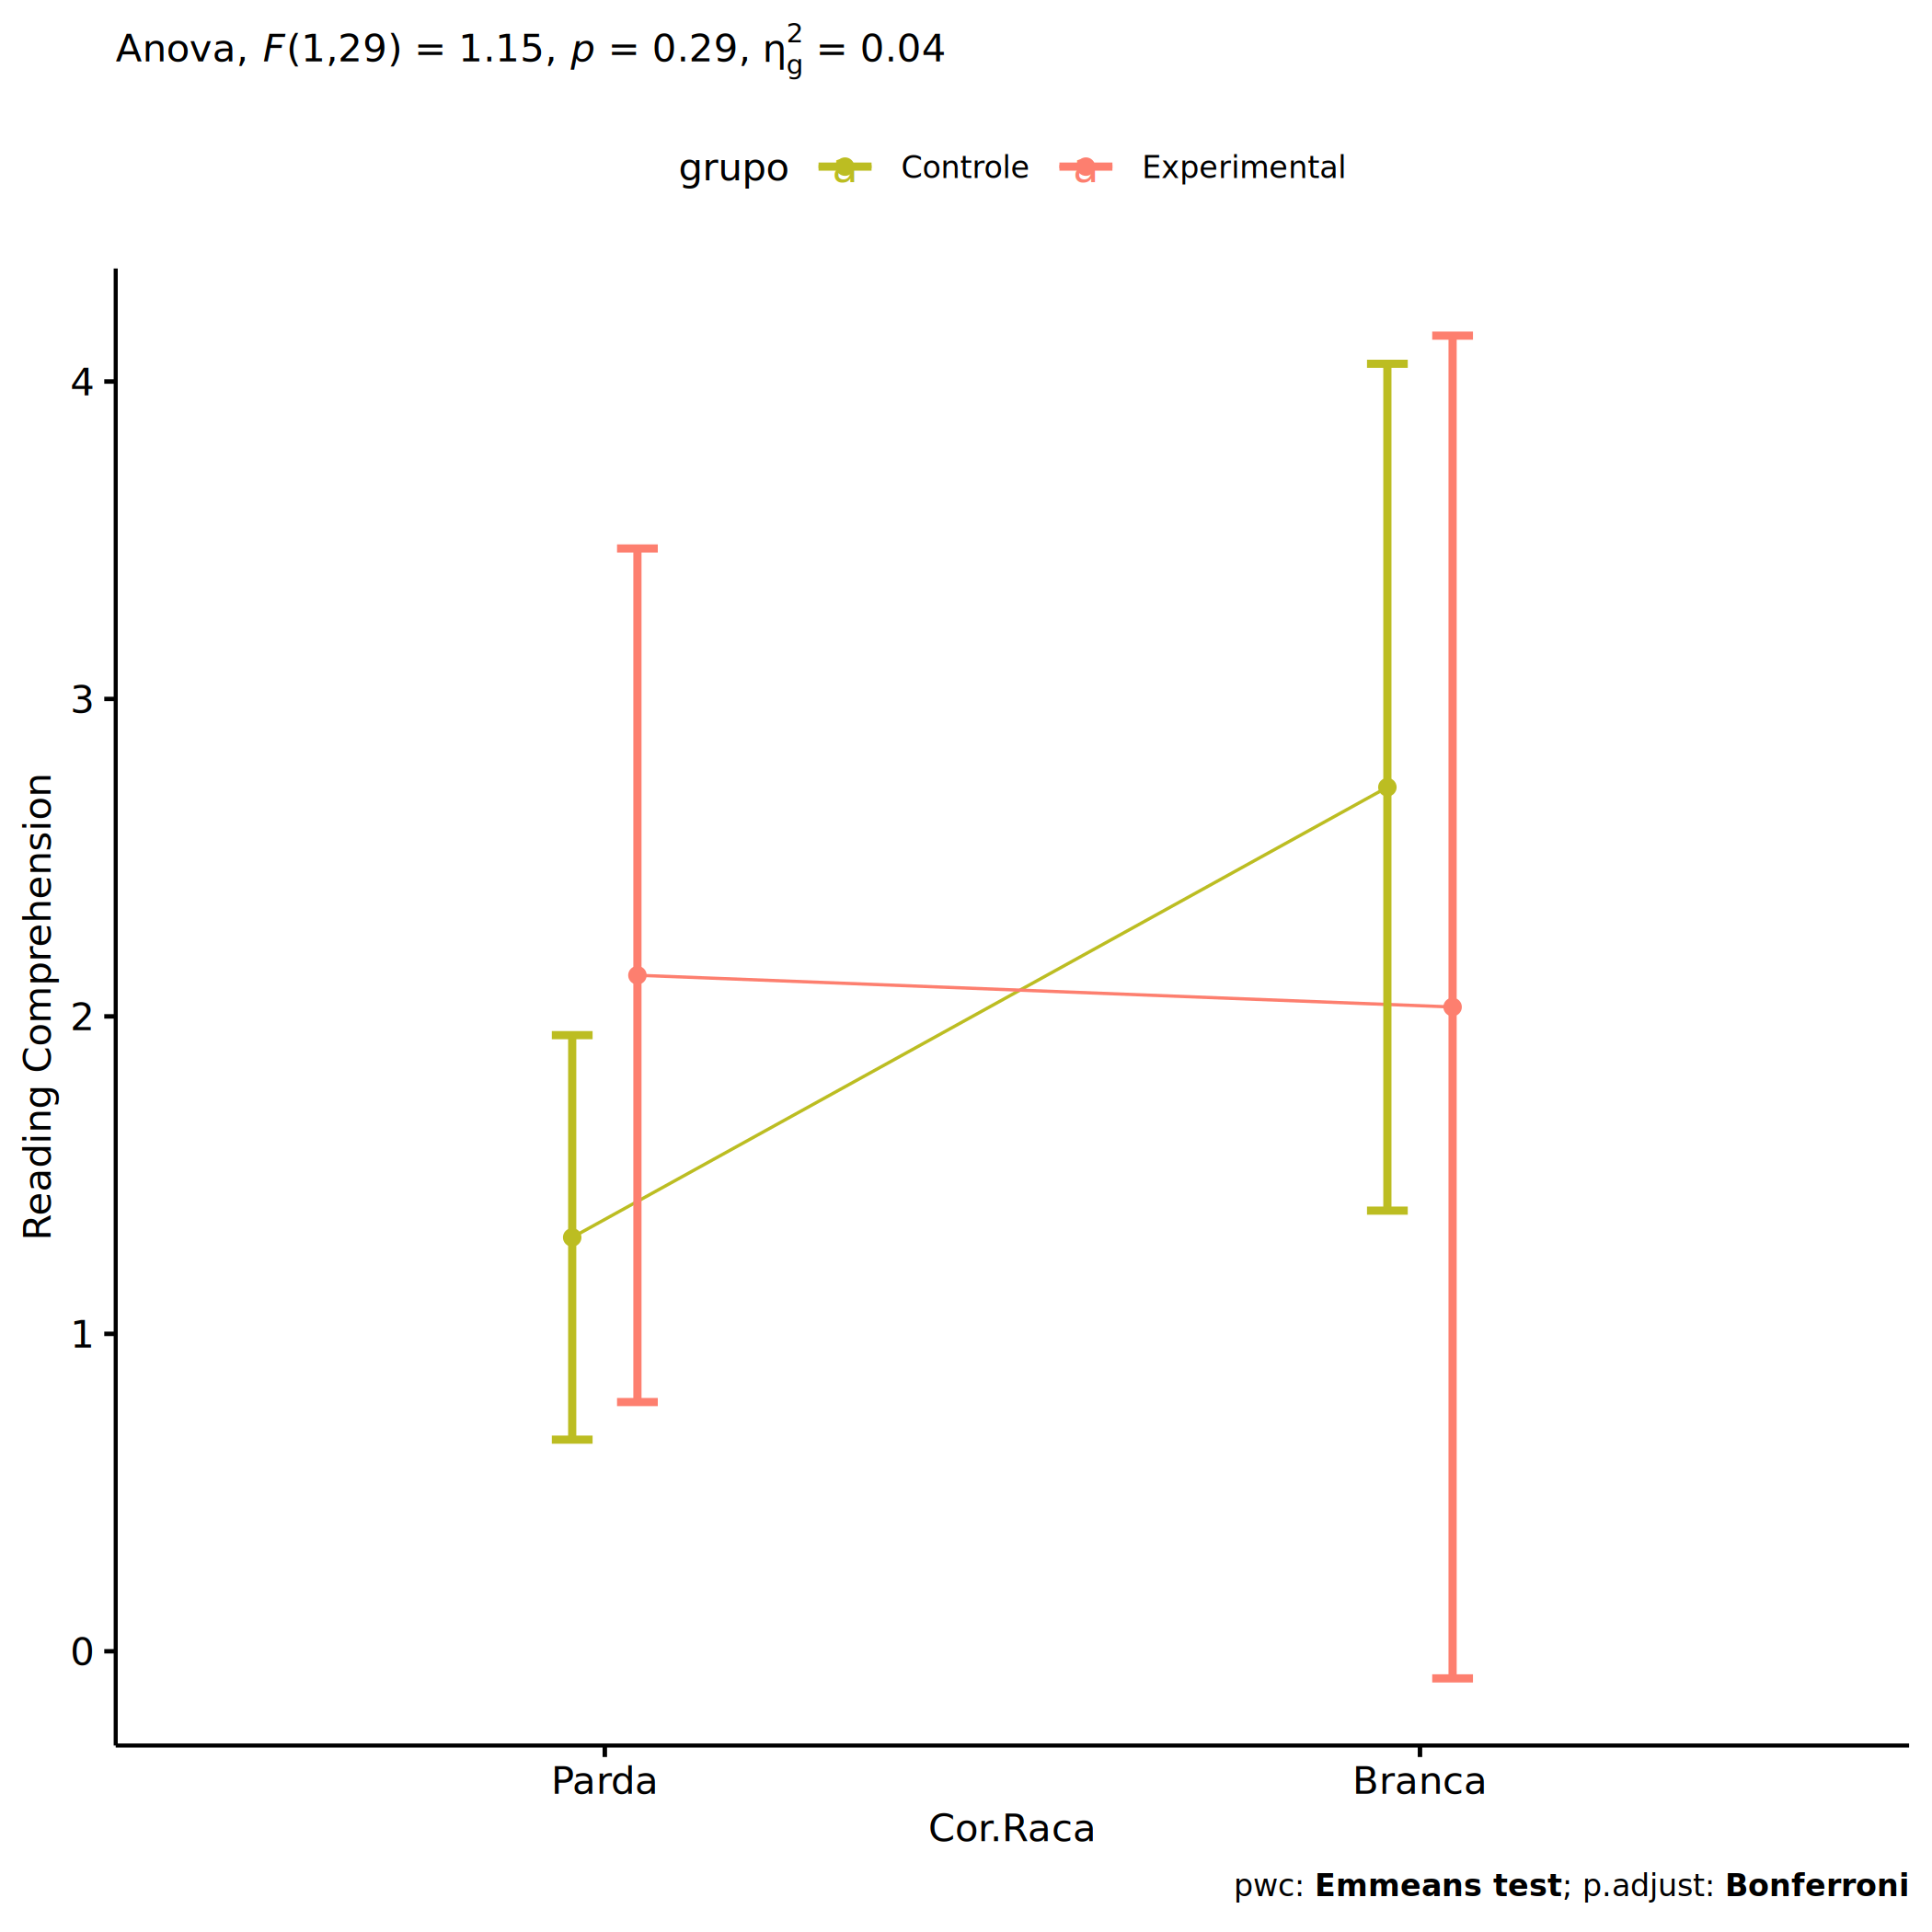 Anova, F(1,29) = 1.15, p = 0.29, η²g = 0.04
grupo a Controle a Experimental
4
3
2
1
0
Reading Comprehension
Parda Branca
Cor.Raca
pwc: Emmeans test; p.adjust: Bonferroni